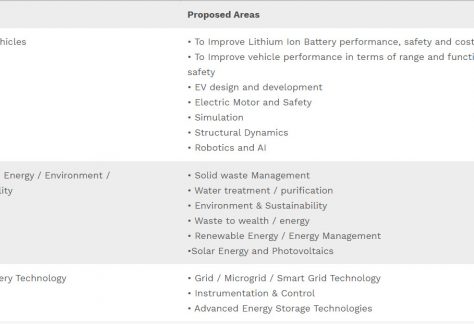 Proposed Areas
hicles
• To Improve Lithium Ion Battery performance, safety and cost
• To improve vehicle performance in terms of range and functi
safety
• EV design and development
• Electric Motor and Safety
• Simulation
• Structural Dynamics
• Robotics and AI
Energy / Environment /
lity
• Solid waste Management
• Water treatment / purification
• Environment & Sustainability
• Waste to wealth / energy
• Renewable Energy / Energy Management
•Solar Energy and Photovoltaics
ery Technology
• Grid / Microgrid / Smart Grid Technology
• Instrumentation & Control
• Advanced Energy Storage Technologies